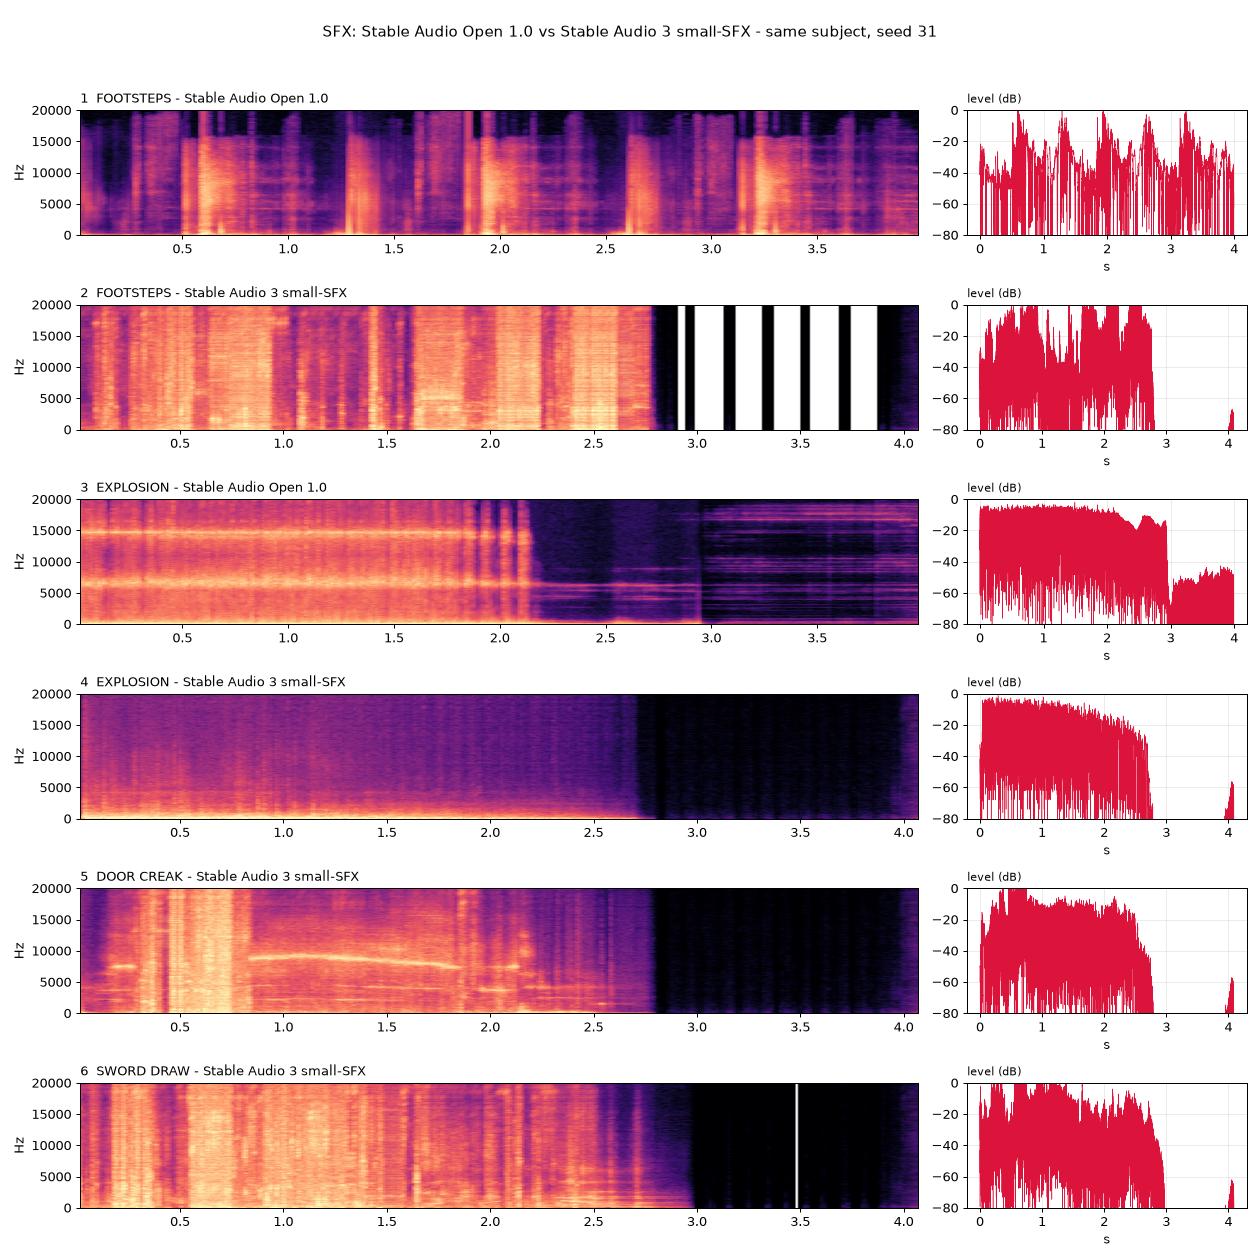 SFX: Stable Audio Open 1.0 vs Stable Audio 3 small-SFX - same subject, seed 31
1 FOOTSTEPS - Stable Audio Open 1.0
level (dB)
20000
15000
10000
5000
0
Hz
0.5 1.0 1.5 2.0 2.5 3.0 3.5
0
−20
−40
−60
−80
0 1 2 3 4
s
2 FOOTSTEPS - Stable Audio 3 small-SFX
level (dB)
20000
15000
10000
5000
0
Hz
0.5 1.0 1.5 2.0 2.5 3.0 3.5 4.0
0
−20
−40
−60
−80
0 1 2 3 4
s
3 EXPLOSION - Stable Audio Open 1.0
level (dB)
20000
15000
10000
5000
0
Hz
0.5 1.0 1.5 2.0 2.5 3.0 3.5
0
−20
−40
−60
−80
0 1 2 3 4
s
4 EXPLOSION - Stable Audio 3 small-SFX
level (dB)
20000
15000
10000
5000
0
Hz
0.5 1.0 1.5 2.0 2.5 3.0 3.5 4.0
0
−20
−40
−60
−80
0 1 2 3 4
s
5 DOOR CREAK - Stable Audio 3 small-SFX
level (dB)
20000
15000
10000
5000
0
Hz
0.5 1.0 1.5 2.0 2.5 3.0 3.5 4.0
0
−20
−40
−60
−80
0 1 2 3 4
s
6 SWORD DRAW - Stable Audio 3 small-SFX
level (dB)
20000
15000
10000
5000
0
Hz
0.5 1.0 1.5 2.0 2.5 3.0 3.5 4.0
0
−20
−40
−60
−80
0 1 2 3 4
s